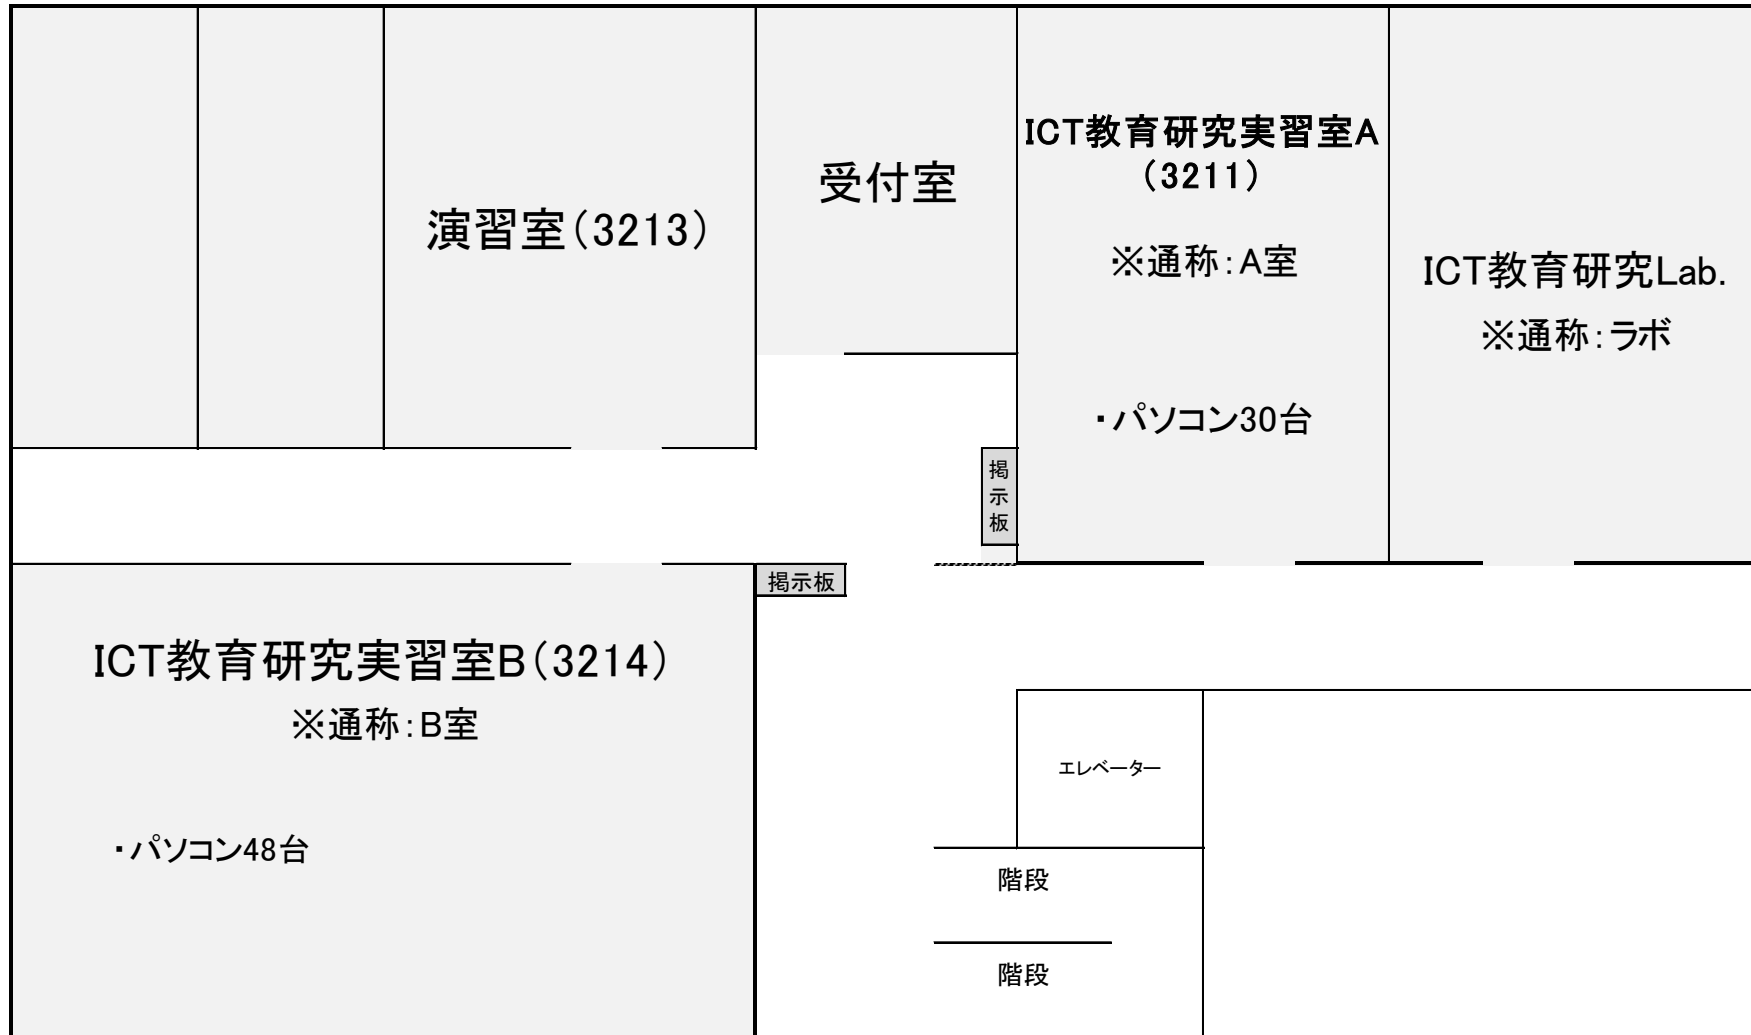 演習室(3213)
受付室
ICT教育研究実習室A
(3211)
※通称:A室
・パソコン30台
ICT教育研究Lab.
※通称:ラボ
掲示板
掲示板
ICT教育研究実習室B(3214)
※通称:B室
・パソコン48台
エレベーター
階段
階段